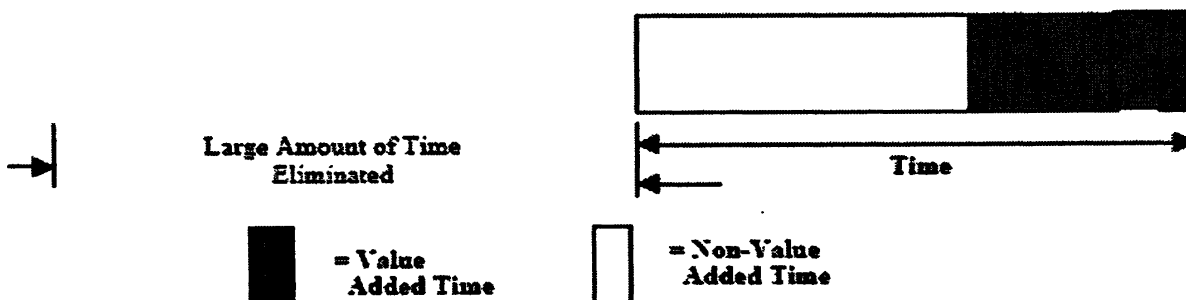 Large Amount of Time
Eliminated
Time
= Value
Added Time
= Non-Value
Added Time